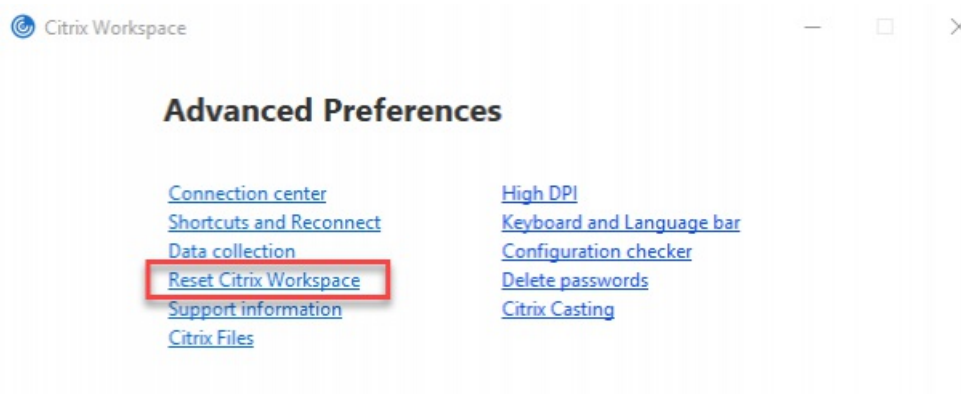 Citrix Workspace
Advanced Preferences
Connection center
Shortcuts and Reconnect
Data collection
Reset Citrix Workspace
Support information
Citrix Files
High DPI
Keyboard and Language bar
Configuration checker
Delete passwords
Citrix Casting